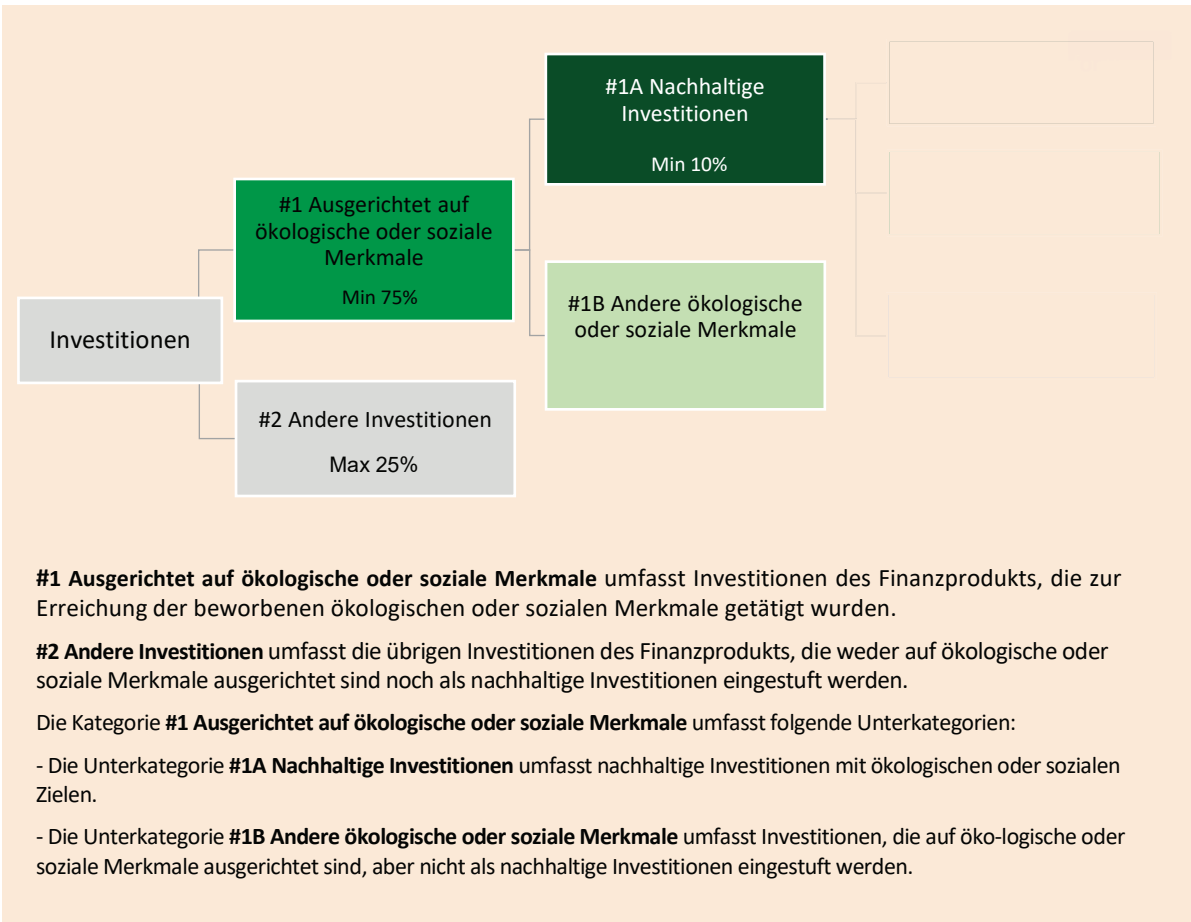 #1A Nachhaltige
Investitionen
Min 10%
#1 Ausgerichtet auf
ökologische oder soziale
Merkmale
Min 75%
#1B Andere ökologische
oder soziale Merkmale
Investitionen
#2 Andere Investitionen
Max 25%
#1 Ausgerichtet auf ökologische oder soziale Merkmale umfasst Investitionen des Finanzprodukts, die zur
Erreichung der beworbenen ökologischen oder sozialen Merkmale getätigt wurden.
#2 Andere Investitionen umfasst die übrigen Investitionen des Finanzprodukts, die weder auf ökologische oder
soziale Merkmale ausgerichtet sind noch als nachhaltige Investitionen eingestuft werden.
Die Kategorie #1 Ausgerichtet auf ökologische oder soziale Merkmale umfasst folgende Unterkategorien:
- Die Unterkategorie #1A Nachhaltige Investitionen umfasst nachhaltige Investitionen mit ökologischen oder sozialen
Zielen.
- Die Unterkategorie #1B Andere ökologische oder soziale Merkmale umfasst Investitionen, die auf öko-logische oder
soziale Merkmale ausgerichtet sind, aber nicht als nachhaltige Investitionen eingestuft werden.